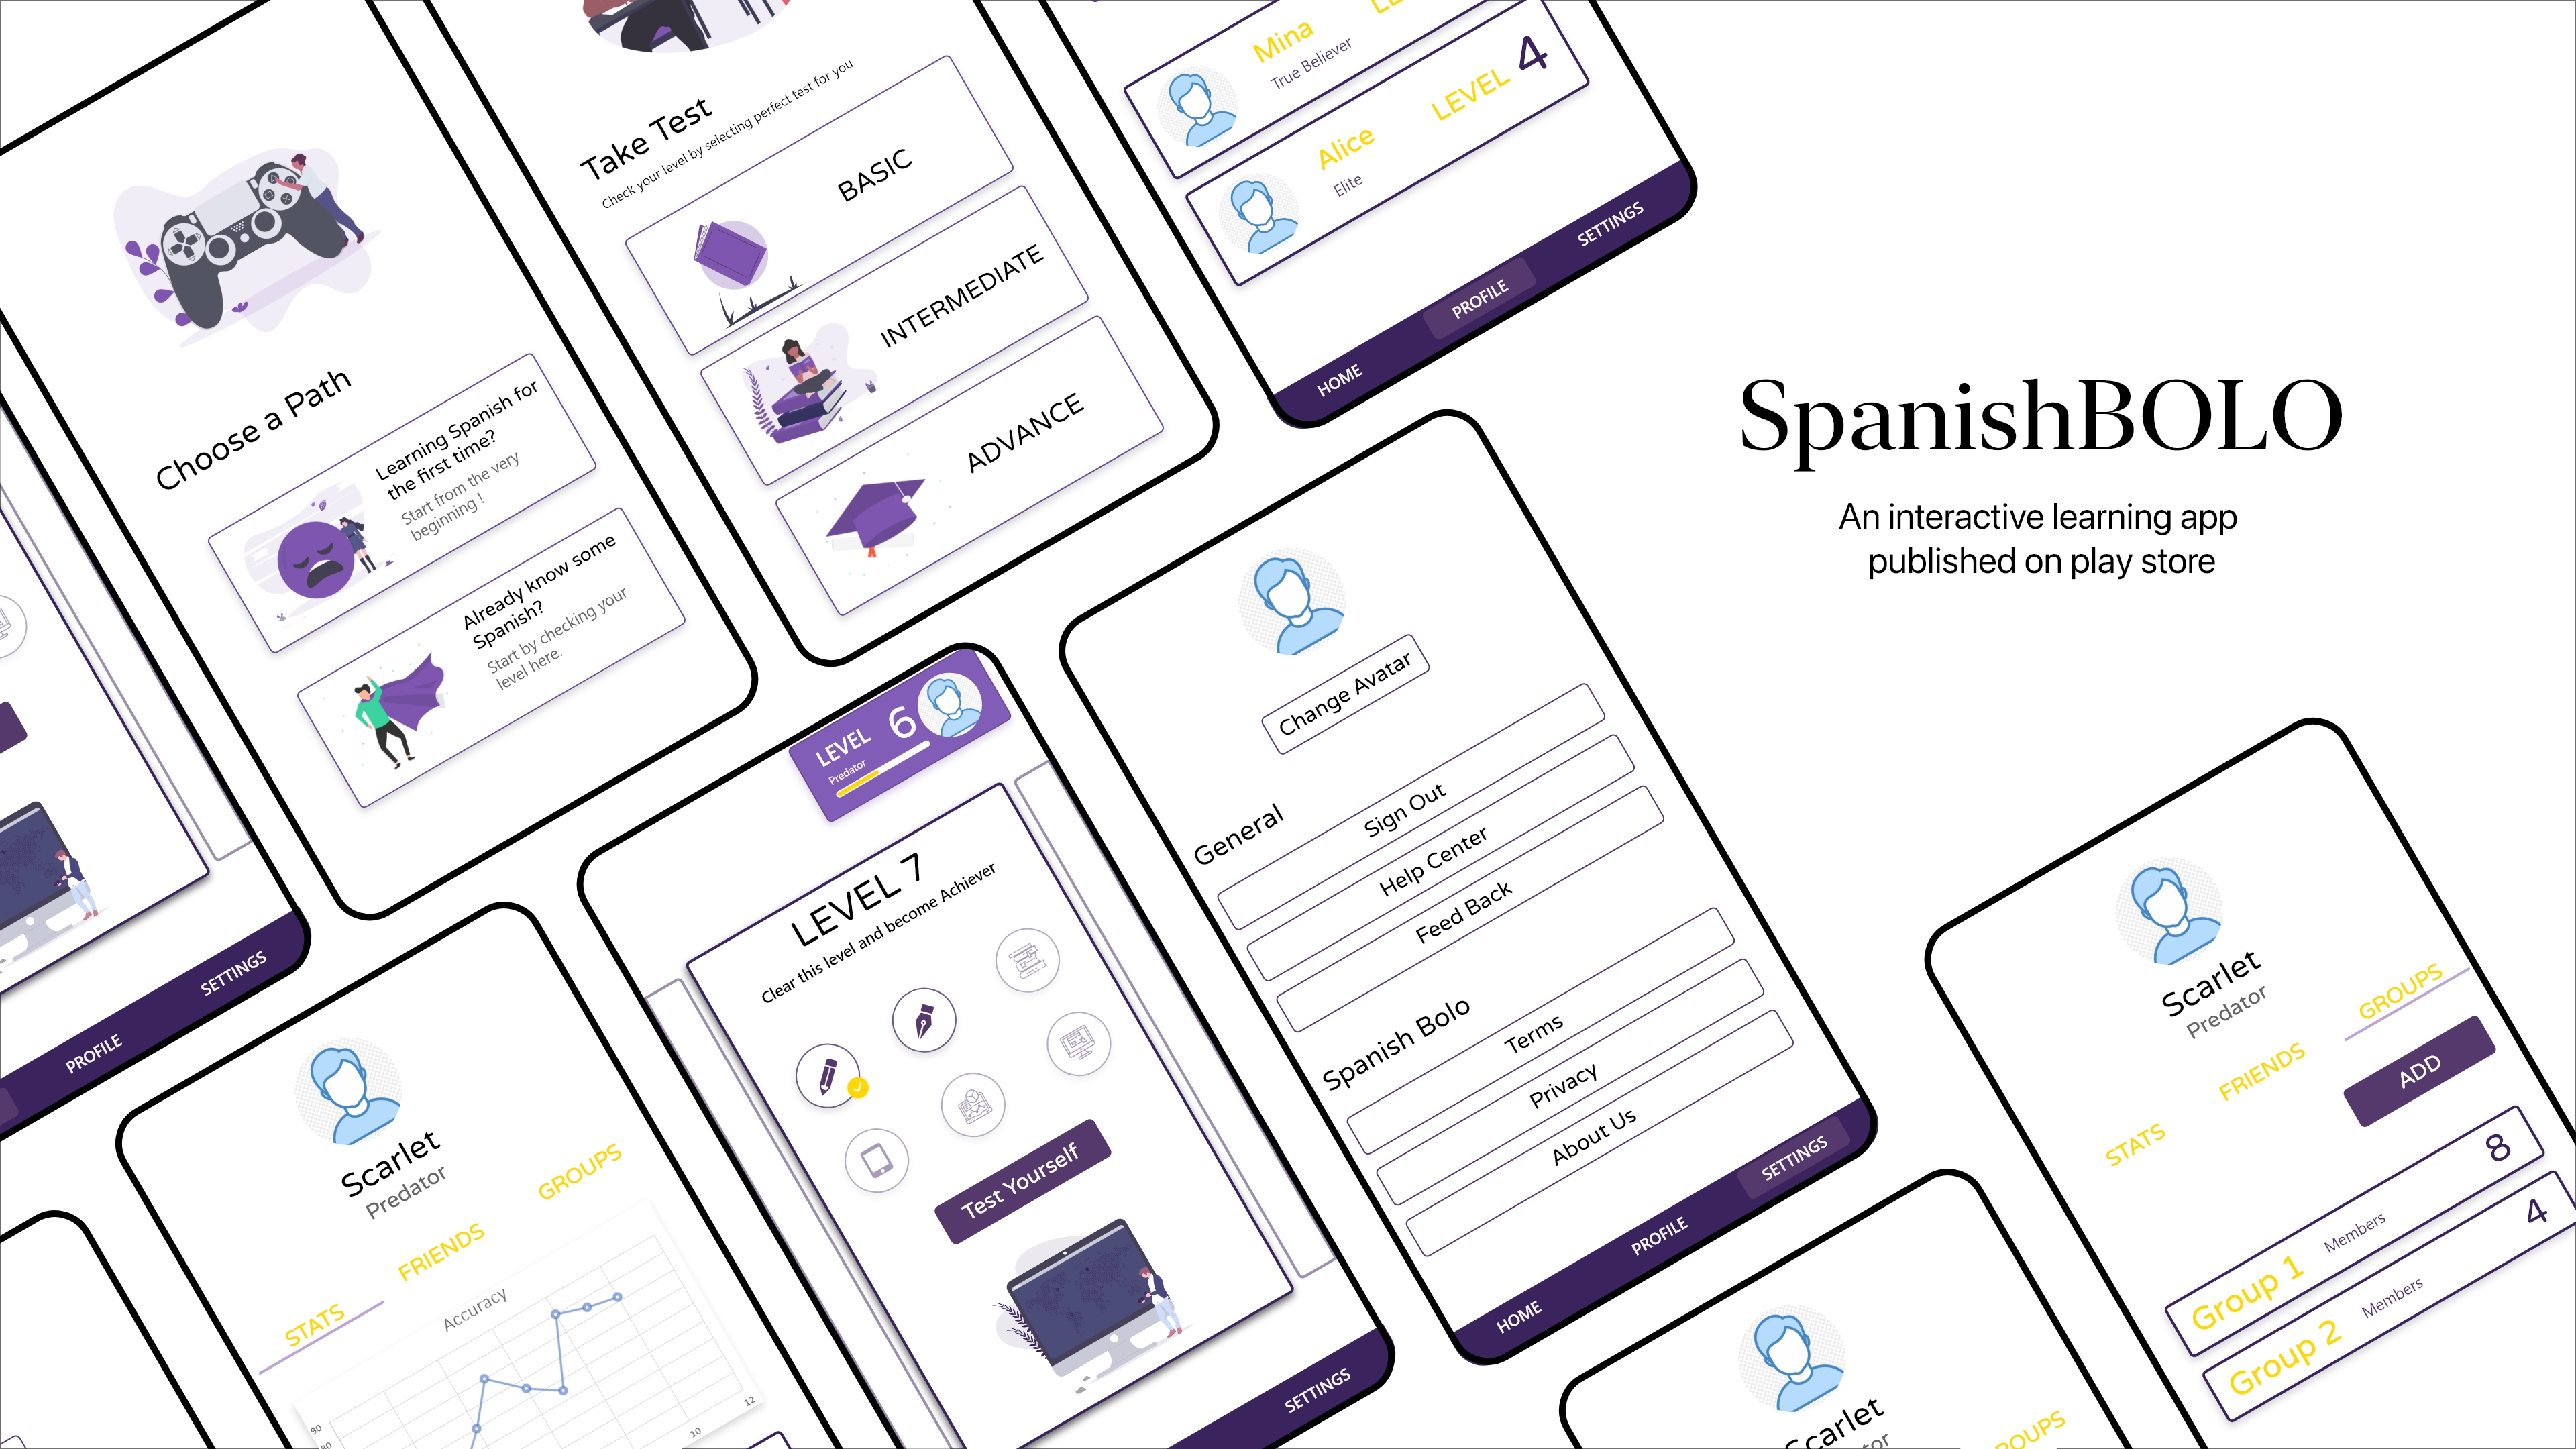 SpanishBOLO
An interactive learning app
published on play store
Choose a Path
Learning Spanish for
the first time?
Start from the very
beginning !
Already know some
Spanish?
Start by checking your
level here.
Take Test
Check your level by selecting perfect test for you
BASIC
INTERMEDIATE
ADVANCE
Mina
True Believer
Alice
Elite
LEVEL 4
HOME
PROFILE
SETTINGS
PROFILE
SETTINGS
Scarlet
Predator
STATS
FRIENDS
GROUPS
Accuracy
90
80
10
12
LEVEL 6
Predator
LEVEL 7
Clear this level and become Achiever
Test Yourself
SETTINGS
Change Avatar
General
Sign Out
Help Center
Feed Back
Spanish Bolo
Terms
Privacy
About Us
HOME
PROFILE
SETTINGS
Scarlet
Predator
STATS
FRIENDS
GROUPS
ADD
Group 1
Members
8
Group 2
Members
4
Scarlet